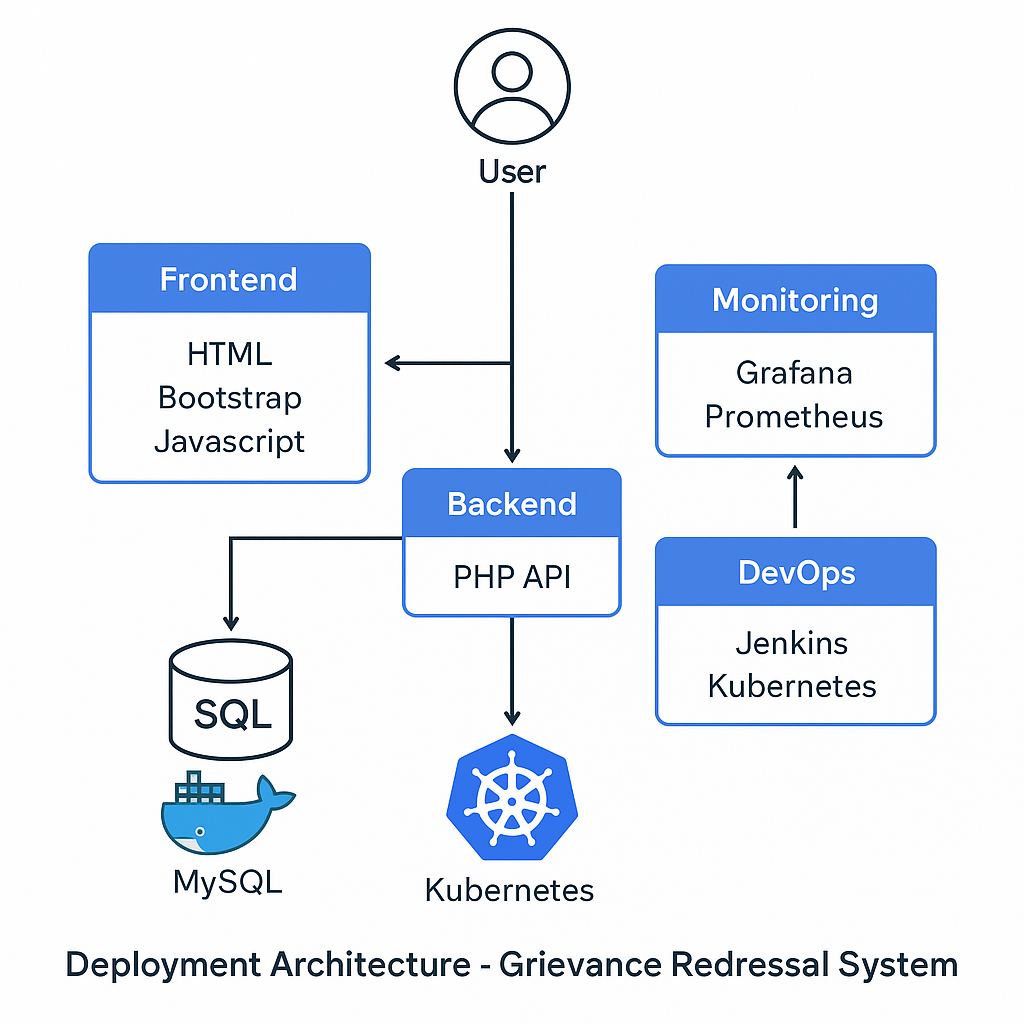 User
Frontend
HTML
Bootstrap
Javascript
Monitoring
Grafana
Prometheus
Backend
PHP API
DevOps
Jenkins
Kubernetes
SQL
MySQL
Kubernetes
Deployment Architecture - Grievance Redressal System